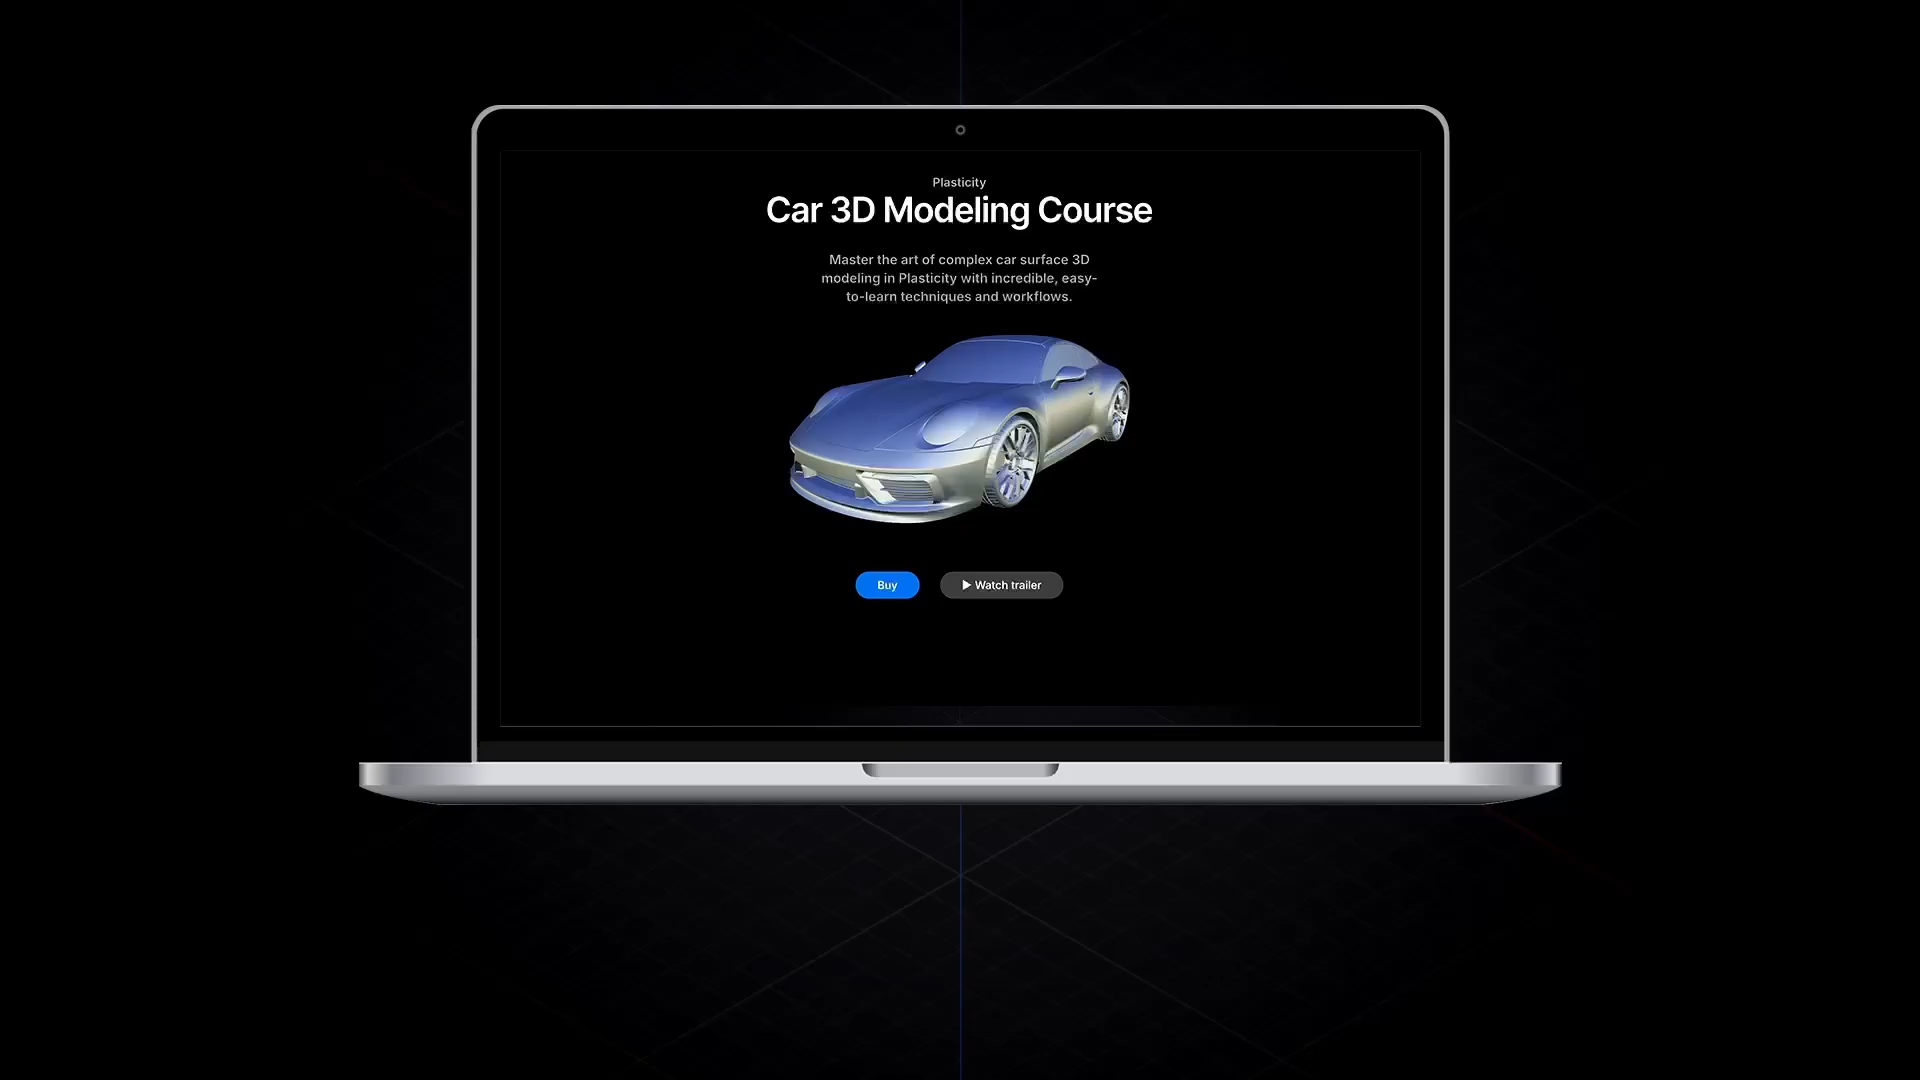 Plasticity
Car 3D Modeling Course
Master the art of complex car surface 3D
modeling in Plasticity with incredible, easy-
to-learn techniques and workflows.
Buy
Watch trailer